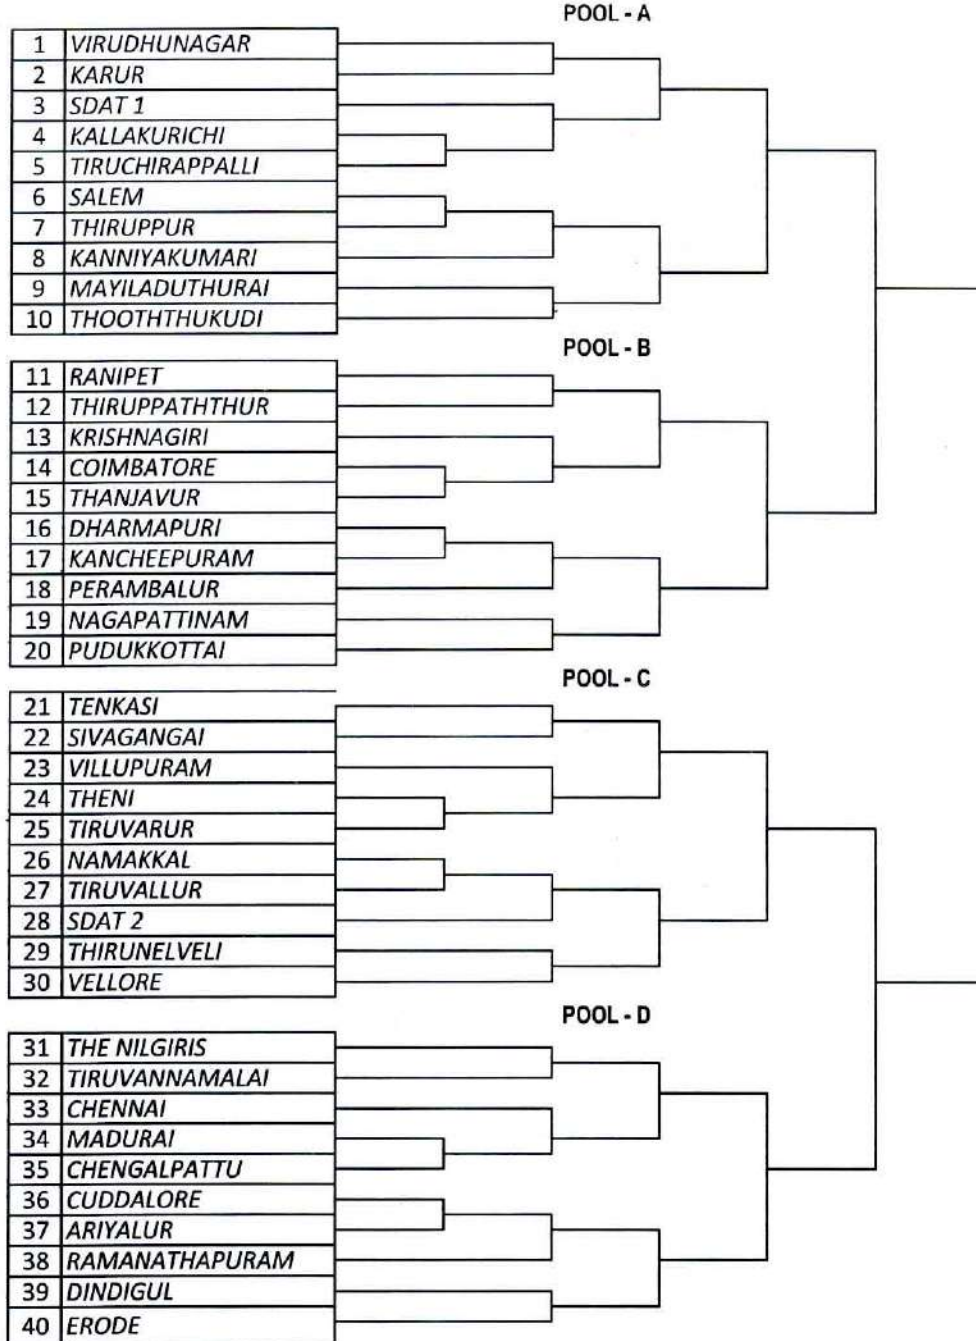 POOL - A
1 VIRUDHUNAGAR
2 KARUR
3 SDAT 1
4 KALLAKURICHI
5 TIRUCHIRAPPALLI
6 SALEM
7 THIRUPPUR
8 KANNIYAKUMARI
9 MAYILADUTHURAI
10 THOOTHTHUKUDI
POOL - B
11 RANIPET
12 THIRUPPATHTHUR
13 KRISHNAGIRI
14 COIMBATORE
15 THANJAVUR
16 DHARMAPURI
17 KANCHEEPURAM
18 PERAMBALUR
19 NAGAPATTINAM
20 PUDUKKOTTAI
POOL - C
21 TENKASI
22 SIVAGANGAI
23 VILLUPURAM
24 THENI
25 TIRUVARUR
26 NAMAKKAL
27 TIRUVALLUR
28 SDAT 2
29 THIRUNELVELI
30 VELLORE
POOL - D
31 THE NILGIRIS
32 TIRUVANNAMALAI
33 CHENNAI
34 MADURAI
35 CHENGALPATTU
36 CUDDALORE
37 ARIYALUR
38 RAMANATHAPURAM
39 DINDIGUL
40 ERODE